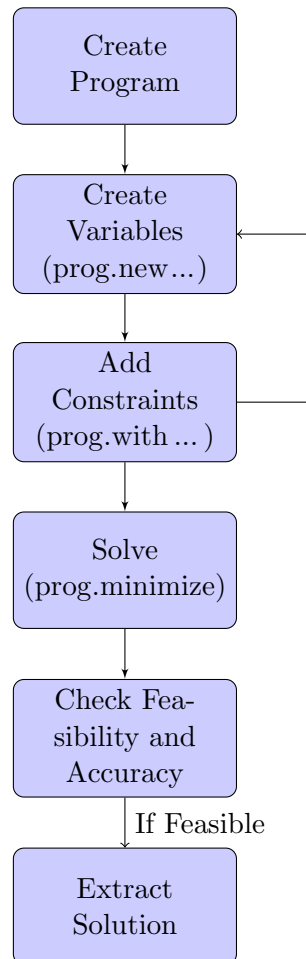 Create
Program
Create
Variables
(prog.new...)
Add
Constraints
(prog.with ... )
Solve
(prog.minimize)
Check Fea-
sibility and
Accuracy
If Feasible
Extract
Solution